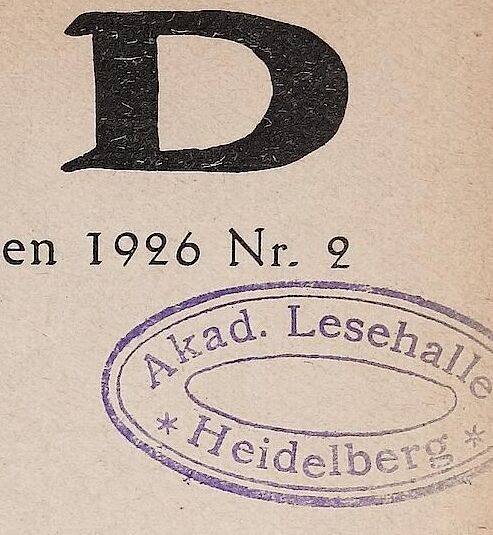 D
en 1926 Nr. 2
Akad. Lesehalle
* Heidelberg *